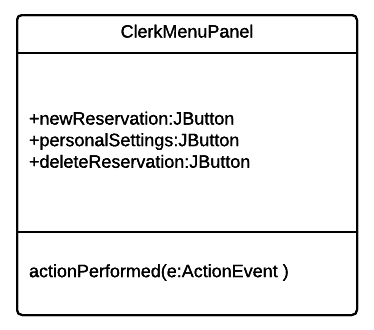 ClerkMenuPanel
+newReservation:JButton
+personalSettings:JButton
+deleteReservation:JButton
actionPerformed(e:ActionEvent )